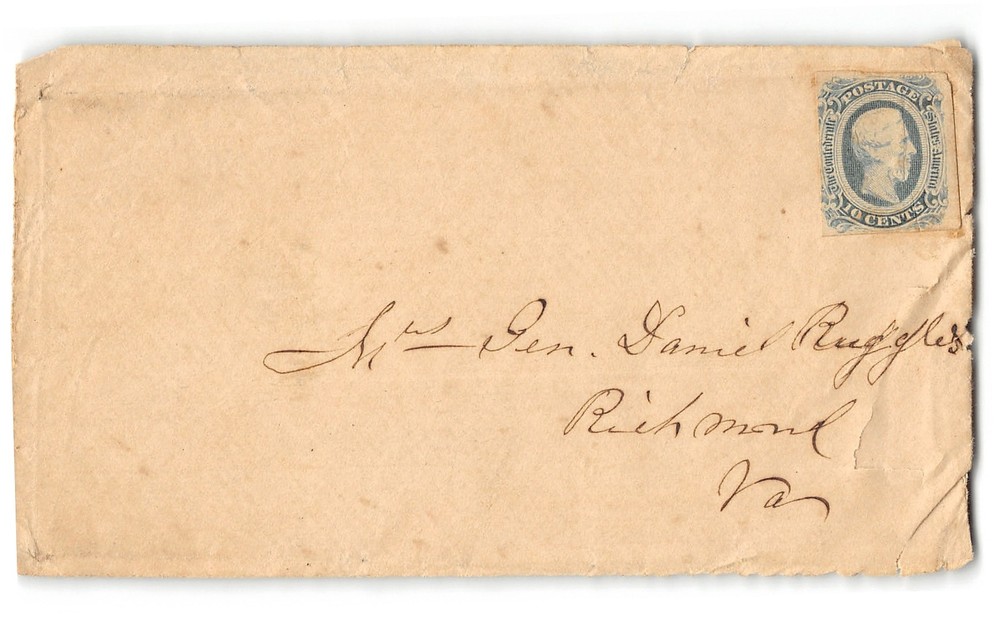 POSTAGE
The Confederate States of America
10 CENTS
Mrs Gen. Daniel Ruggles
Richmond
Va